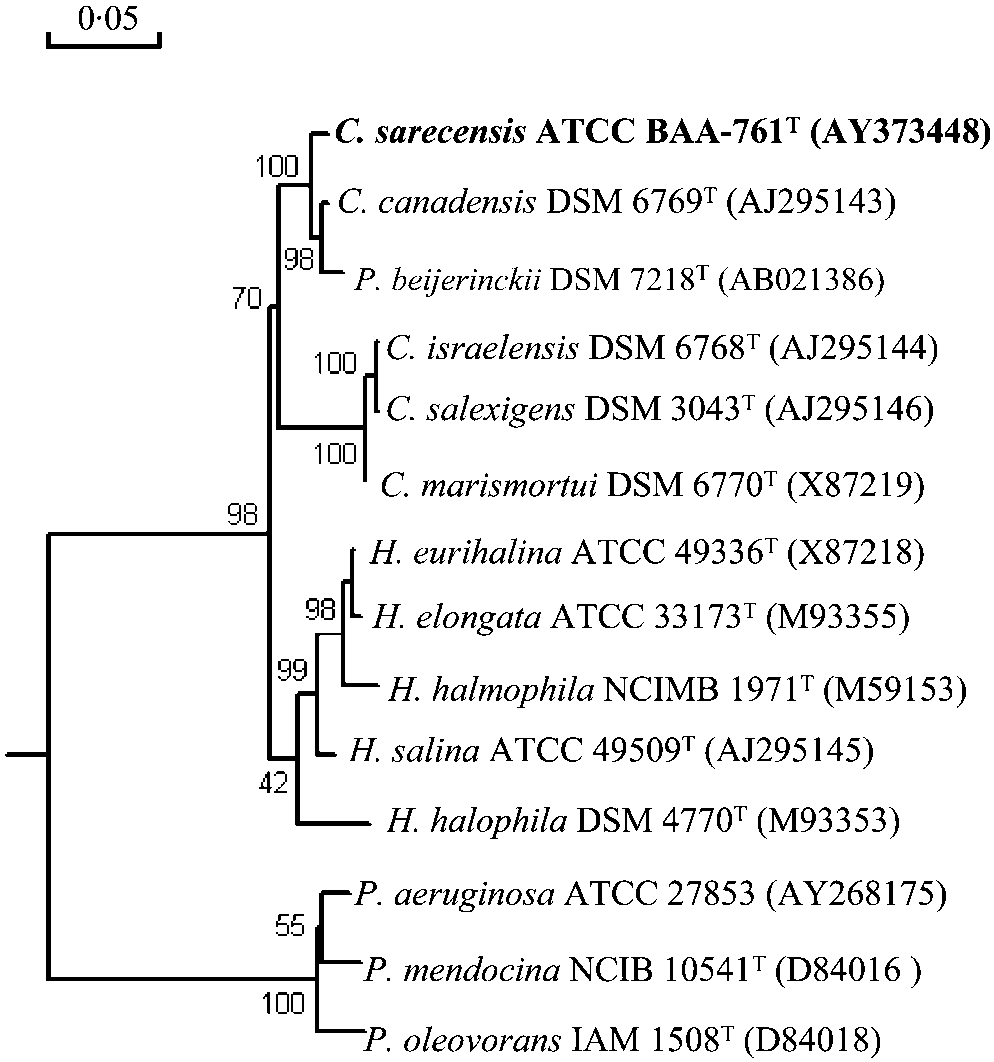 0·05
C. sarecensis ATCC BAA-761ᵀ (AY373448)
100
C. canadensis DSM 6769ᵀ (AJ295143)
98
P. beijerinckii DSM 7218ᵀ (AB021386)
70
C. israelensis DSM 6768ᵀ (AJ295144)
100
C. salexigens DSM 3043ᵀ (AJ295146)
100
C. marismortui DSM 6770ᵀ (X87219)
98
H. eurihalina ATCC 49336ᵀ (X87218)
98
H. elongata ATCC 33173ᵀ (M93355)
99
H. halmophila NCIMB 1971ᵀ (M59153)
H. salina ATCC 49509ᵀ (AJ295145)
42
H. halophila DSM 4770ᵀ (M93353)
P. aeruginosa ATCC 27853 (AY268175)
55
P. mendocina NCIB 10541ᵀ (D84016 )
100
P. oleovorans IAM 1508ᵀ (D84018)